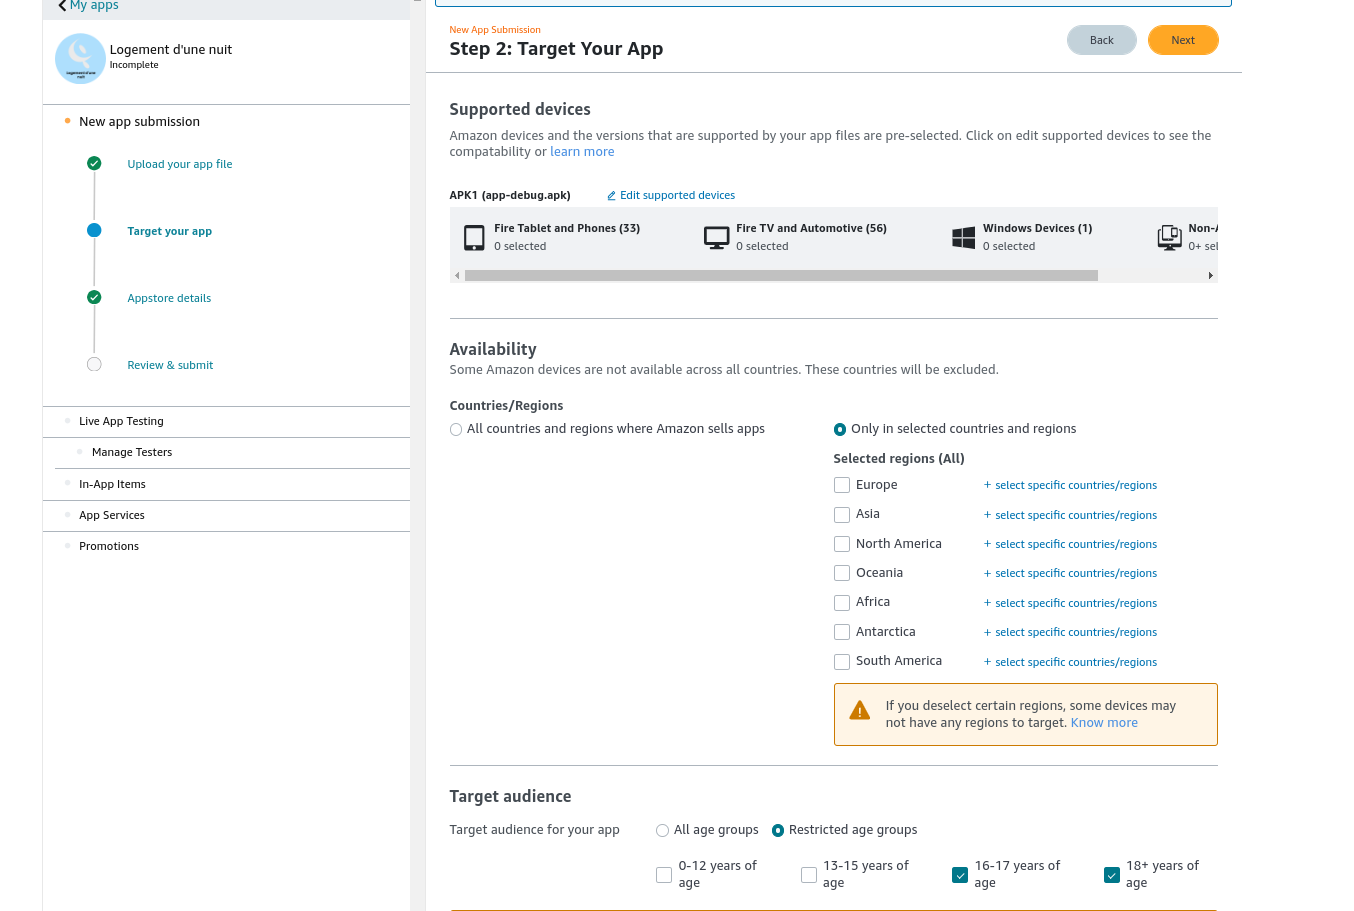 My apps
Logement d'une nuit
Incomplete
New app submission
Upload your app file
Target your app
Appstore details
Review & submit
Live App Testing
Manage Testers
In-App Items
App Services
Promotions
New App Submission
Step 2: Target Your App
Back
Next
Supported devices
Amazon devices and the versions that are supported by your app files are pre-selected. Click on edit supported devices to see the
compatability or learn more
APK1 (app-debug.apk) Edit supported devices
Fire Tablet and Phones (33)
0 selected
Fire TV and Automotive (56)
0 selected
Windows Devices (1)
0 selected
Non-A
0+ sel
Availability
Some Amazon devices are not available across all countries. These countries will be excluded.
Countries/Regions
All countries and regions where Amazon sells apps
Only in selected countries and regions
Selected regions (All)
Europe + select specific countries/regions
Asia + select specific countries/regions
North America + select specific countries/regions
Oceania + select specific countries/regions
Africa + select specific countries/regions
Antarctica + select specific countries/regions
South America + select specific countries/regions
If you deselect certain regions, some devices may
not have any regions to target. Know more
Target audience
Target audience for your app All age groups Restricted age groups
0-12 years of
age
13-15 years of
age
16-17 years of
age
18+ years of
age